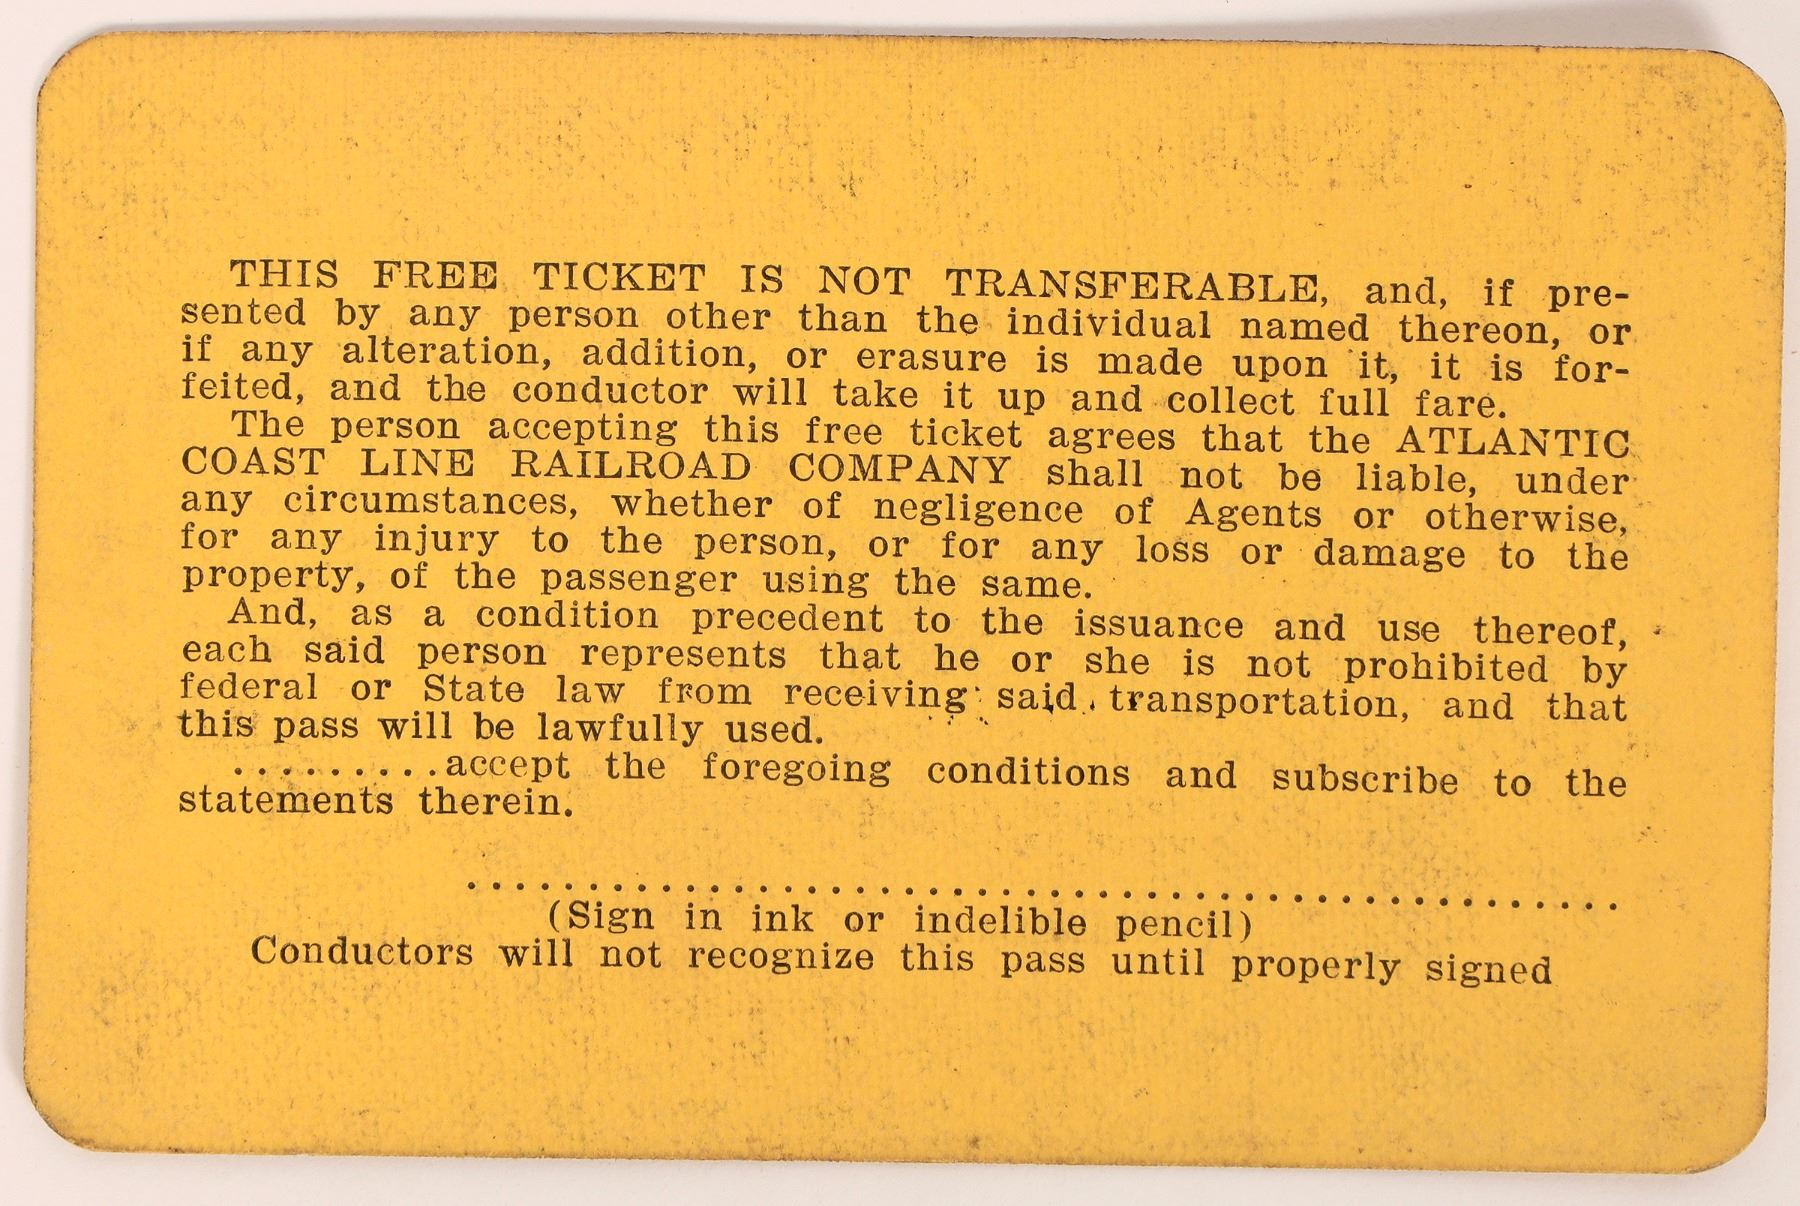 THIS FREE TICKET IS NOT TRANSFERABLE, and, if pre-
sented by any person other than the individual named thereon, or
if any alteration, addition, or erasure is made upon it, it is for-
feited, and the conductor will take it up and collect full fare.
The person accepting this free ticket agrees that the ATLANTIC
COAST LINE RAILROAD COMPANY shall not be liable, under
any circumstances, whether of negligence of Agents or otherwise,
for any injury to the person, or for any loss or damage to the
property, of the passenger using the same.
And, as a condition precedent to the issuance and use thereof,
each said person represents that he or she is not prohibited by
federal or State law from receiving said transportation, and that
this pass will be lawfully used.
.........accept the foregoing conditions and subscribe to the
statements therein.
................................................
(Sign in ink or indelible pencil)
Conductors will not recognize this pass until properly signed